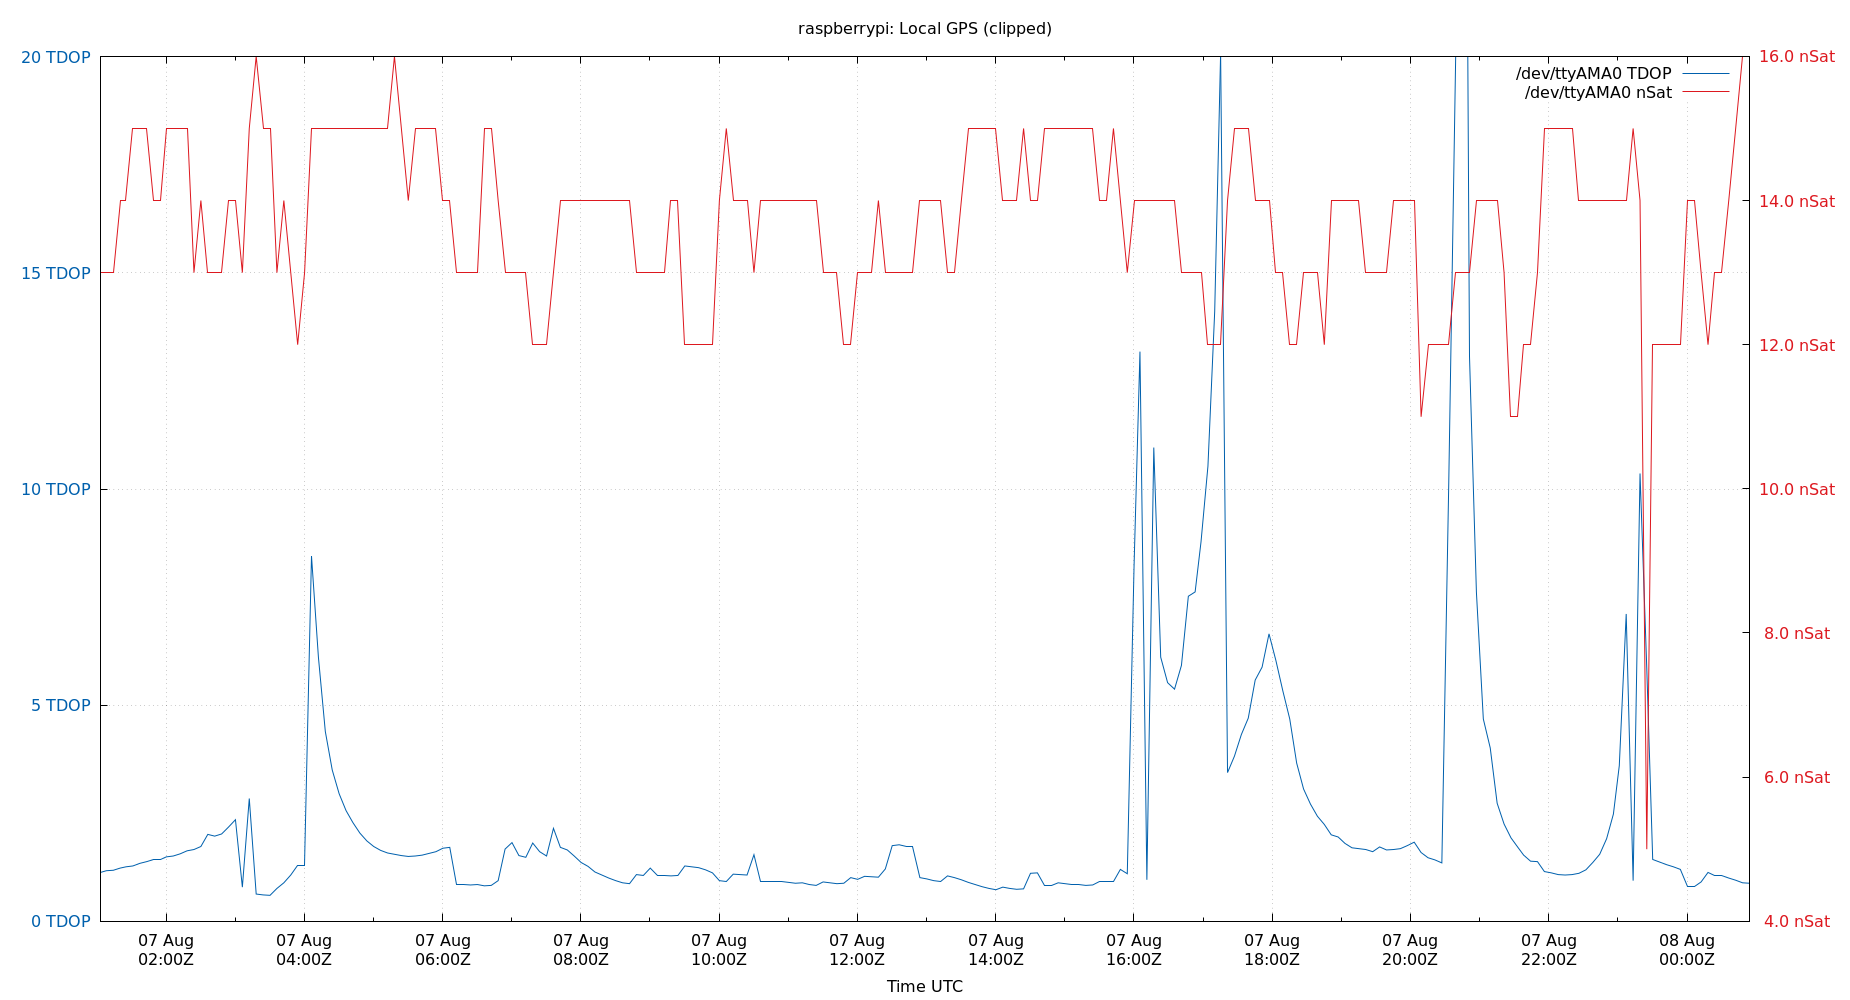 raspberrypi: Local GPS (clipped)
20 TDOP
15 TDOP
10 TDOP
5 TDOP
0 TDOP
16.0 nSat
14.0 nSat
12.0 nSat
10.0 nSat
8.0 nSat
6.0 nSat
4.0 nSat
/dev/ttyAMA0 TDOP
/dev/ttyAMA0 nSat
07 Aug
02:00Z
07 Aug
04:00Z
07 Aug
06:00Z
07 Aug
08:00Z
07 Aug
10:00Z
07 Aug
12:00Z
07 Aug
14:00Z
07 Aug
16:00Z
07 Aug
18:00Z
07 Aug
20:00Z
07 Aug
22:00Z
08 Aug
00:00Z
Time UTC